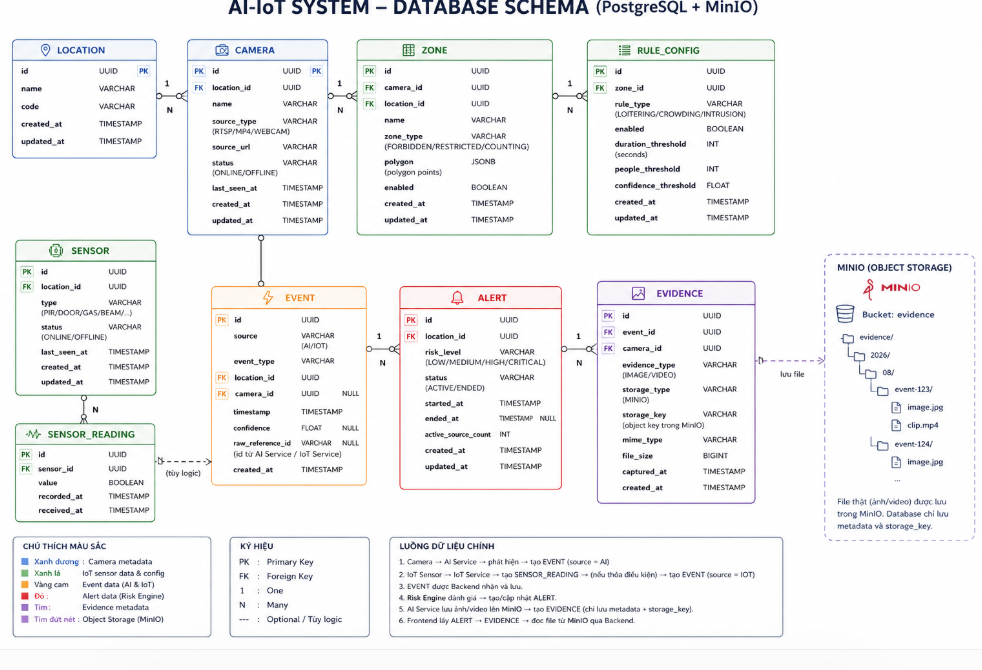 AI-IoT SYSTEM – DATABASE SCHEMA (PostgreSQL + MinIO)
LOCATION
id UUID PK
name VARCHAR
code VARCHAR
created_at TIMESTAMP
updated_at TIMESTAMP
1
N
CAMERA
PK id UUID PK
FK location_id UUID
name VARCHAR
source_type VARCHAR
(RTSP/MP4/WEBCAM)
source_url VARCHAR
status VARCHAR
(ONLINE/OFFLINE)
last_seen_at TIMESTAMP
created_at TIMESTAMP
updated_at TIMESTAMP
1
N
ZONE
PK id UUID
FK camera_id UUID
FK location_id UUID
name VARCHAR
zone_type VARCHAR
(FORBIDDEN/RESTRICTED/COUNTING)
polygon JSONB
(polygon points)
enabled BOOLEAN
created_at TIMESTAMP
updated_at TIMESTAMP
1
N
RULE_CONFIG
PK id UUID
FK zone_id UUID
rule_type VARCHAR
(LOITERING/CROWDING/INTRUSION)
enabled BOOLEAN
duration_threshold INT
(seconds)
people_threshold INT
confidence_threshold FLOAT
created_at TIMESTAMP
updated_at TIMESTAMP
SENSOR
PK id UUID
FK location_id UUID
type VARCHAR
(PIR/DOOR/GAS/BEAM/...)
status VARCHAR
(ONLINE/OFFLINE)
last_seen_at TIMESTAMP
created_at TIMESTAMP
updated_at TIMESTAMP
N
SENSOR_READING
PK id UUID
FK sensor_id UUID
value BOOLEAN
recorded_at TIMESTAMP
received_at TIMESTAMP
N
(tùy logic)
EVENT
PK id UUID
source VARCHAR
(AI/IOT)
event_type VARCHAR
FK location_id UUID
FK camera_id UUID NULL
timestamp TIMESTAMP
confidence FLOAT NULL
raw_reference_id VARCHAR NULL
(id từ AI Service / IoT Service)
created_at TIMESTAMP
1
N
ALERT
PK id UUID
FK location_id UUID
risk_level VARCHAR
(LOW/MEDIUM/HIGH/CRITICAL)
status VARCHAR
(ACTIVE/ENDED)
started_at TIMESTAMP
ended_at TIMESTAMP NULL
active_source_count INT
created_at TIMESTAMP
updated_at TIMESTAMP
1
N
EVIDENCE
PK id UUID
FK event_id UUID
FK camera_id UUID
evidence_type VARCHAR
(IMAGE/VIDEO)
storage_type VARCHAR
(MINIO)
storage_key VARCHAR
(object key trong MinIO)
mime_type VARCHAR
file_size BIGINT
captured_at TIMESTAMP
created_at TIMESTAMP
lưu file
MINIO (OBJECT STORAGE)
MINIO
Bucket: evidence
evidence/
2026/
08/
event-123/
image.jpg
clip.mp4
event-124/
image.jpg
...
File thật (ảnh/video) được lưu
trong MinIO. Database chỉ lưu
metadata và storage_key.
CHÚ THÍCH MÀU SẮC
Xanh dương : Camera metadata
Xanh lá IoT sensor data & config
Vàng cam Event data (AI & IoT)
Đỏ : Alert data (Risk Engine)
Tím : Evidence metadata
Tím đứt nét : Object Storage (MinIO)
KÝ HIỆU
PK : Primary Key
FK : Foreign Key
1 : One
N : Many
--- : Optional / Tùy logic
LUỒNG DỮ LIỆU CHÍNH
1. Camera → AI Service → phát hiện → tạo EVENT (source = AI)
2. IoT Sensor → IoT Service → tạo SENSOR_READING → (nếu thỏa điều kiện) → tạo EVENT (source = IOT)
3. EVENT được Backend nhận và lưu.
4. Risk Engine đánh giá → tạo/cập nhật ALERT.
5. AI Service lưu ảnh/video lên MinIO → tạo EVIDENCE (chỉ lưu metadata + storage_key).
6. Frontend lấy ALERT → EVIDENCE → đọc file từ MinIO qua Backend.